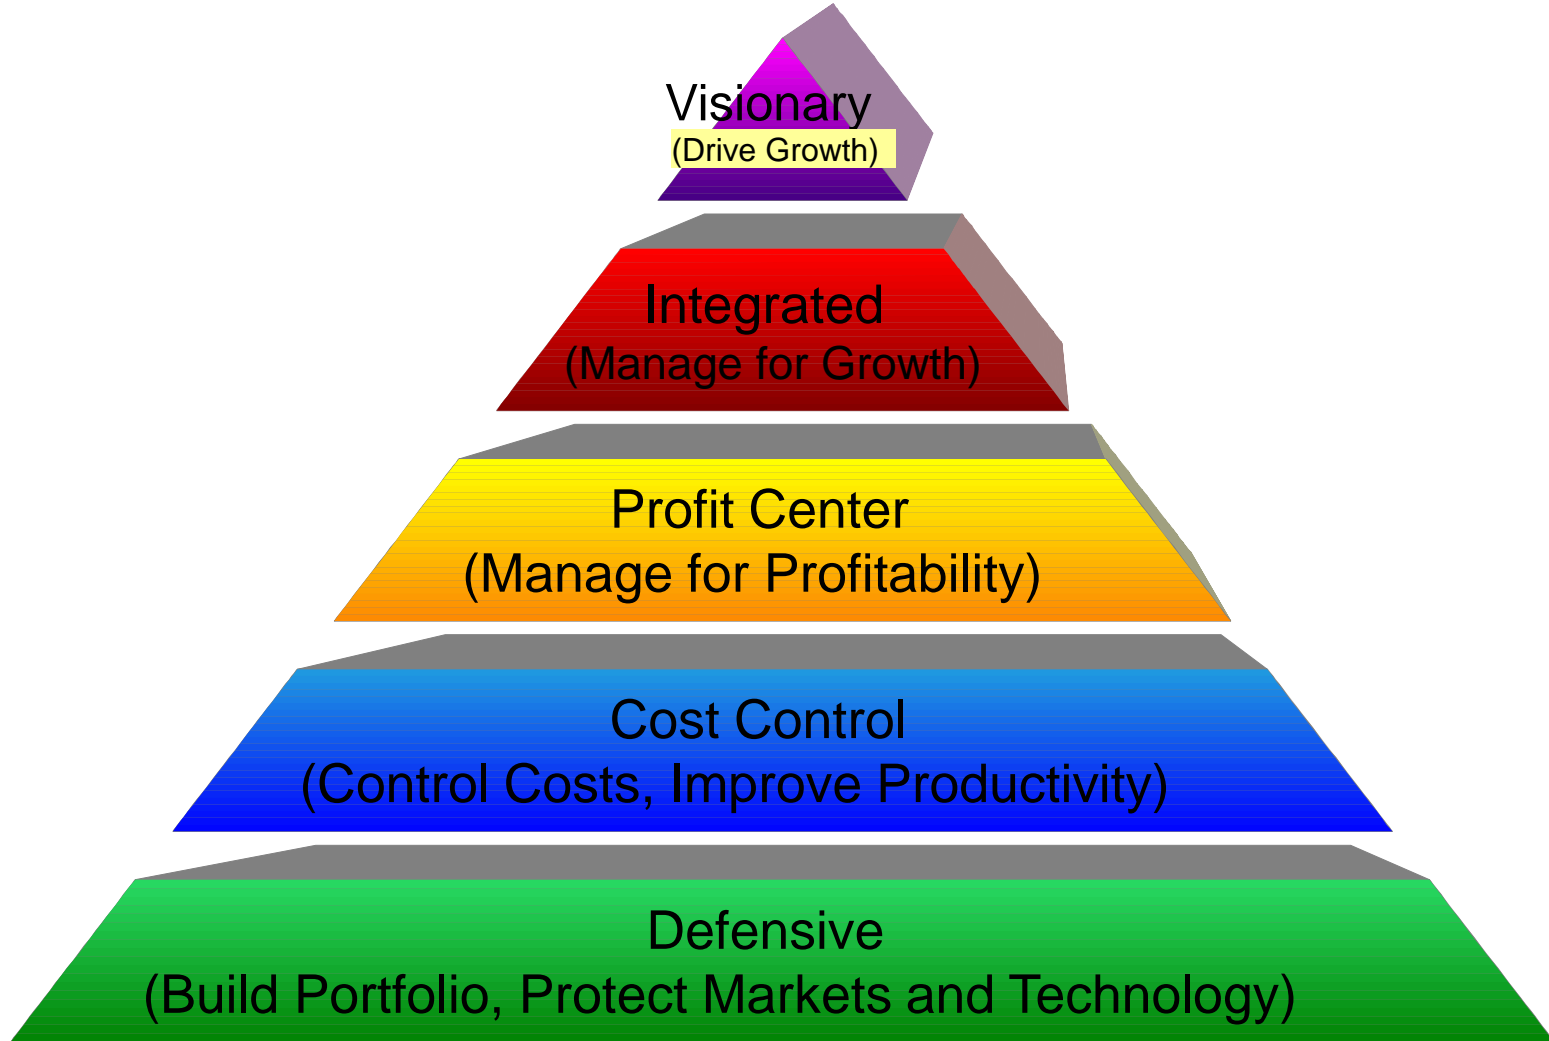 Visionary
(Drive Growth)
Integrated
(Manage for Growth)
Profit Center
(Manage for Profitability)
Cost Control
(Control Costs, Improve Productivity)
Defensive
(Build Portfolio, Protect Markets and Technology)